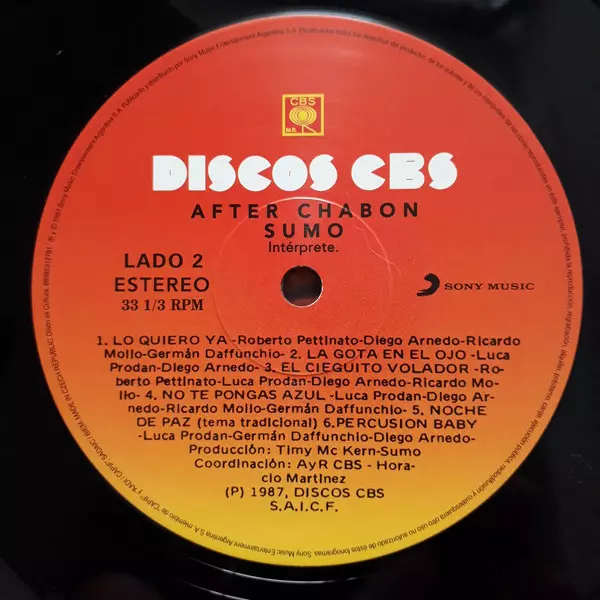 CBS
M.R.
DISCOS CBS
AFTER CHABON
SUMO
Intérprete.
LADO 2
ESTEREO
33 1/3 RPM
SONY MUSIC
1. LO QUIERO YA -Roberto Pettinato-Diego Arnedo-Ricardo
Mollo-Germán Daffunchio- 2. LA GOTA EN EL OJO -Luca
Prodan-Diego Arnedo- 3. EL CIEGUITO VOLADOR -Ro-
berto Pettinato-Luca Prodan-Diego Arnedo-Ricardo Mo-
llo- 4. NO TE PONGAS AZUL -Luca Prodan-Diego Ar-
nedo-Ricardo Mollo-Germán Daffunchio- 5. NOCHE
DE PAZ (tema tradicional) 6.PERCUSION BABY
-Luca Prodan-Germán Daffunchio-Diego Arnedo-
Producción: Timy Mc Kern-Sumo
Coordinación: AyR CBS - Hora-
cio Martinez
(P) 1987, DISCOS CBS
S.A.I.C.F.